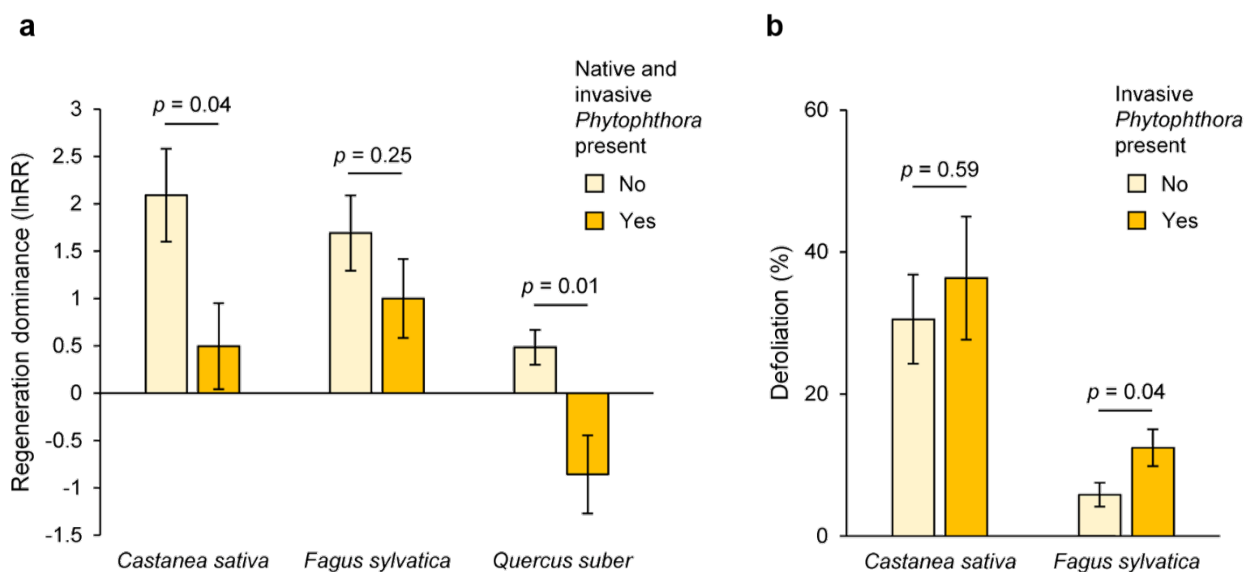 a
Regeneration dominance (lnRR)
3
2.5
2
1.5
1
0.5
0
-0.5
-1
-1.5
p = 0.04
p = 0.25
p = 0.01
Native and
invasive
Phytophthora
present
No
Yes
Castanea sativa
Fagus sylvatica
Quercus suber
b
Defoliation (%)
60
40
20
0
p = 0.59
p = 0.04
Invasive
Phytophthora
present
No
Yes
Castanea sativa
Fagus sylvatica